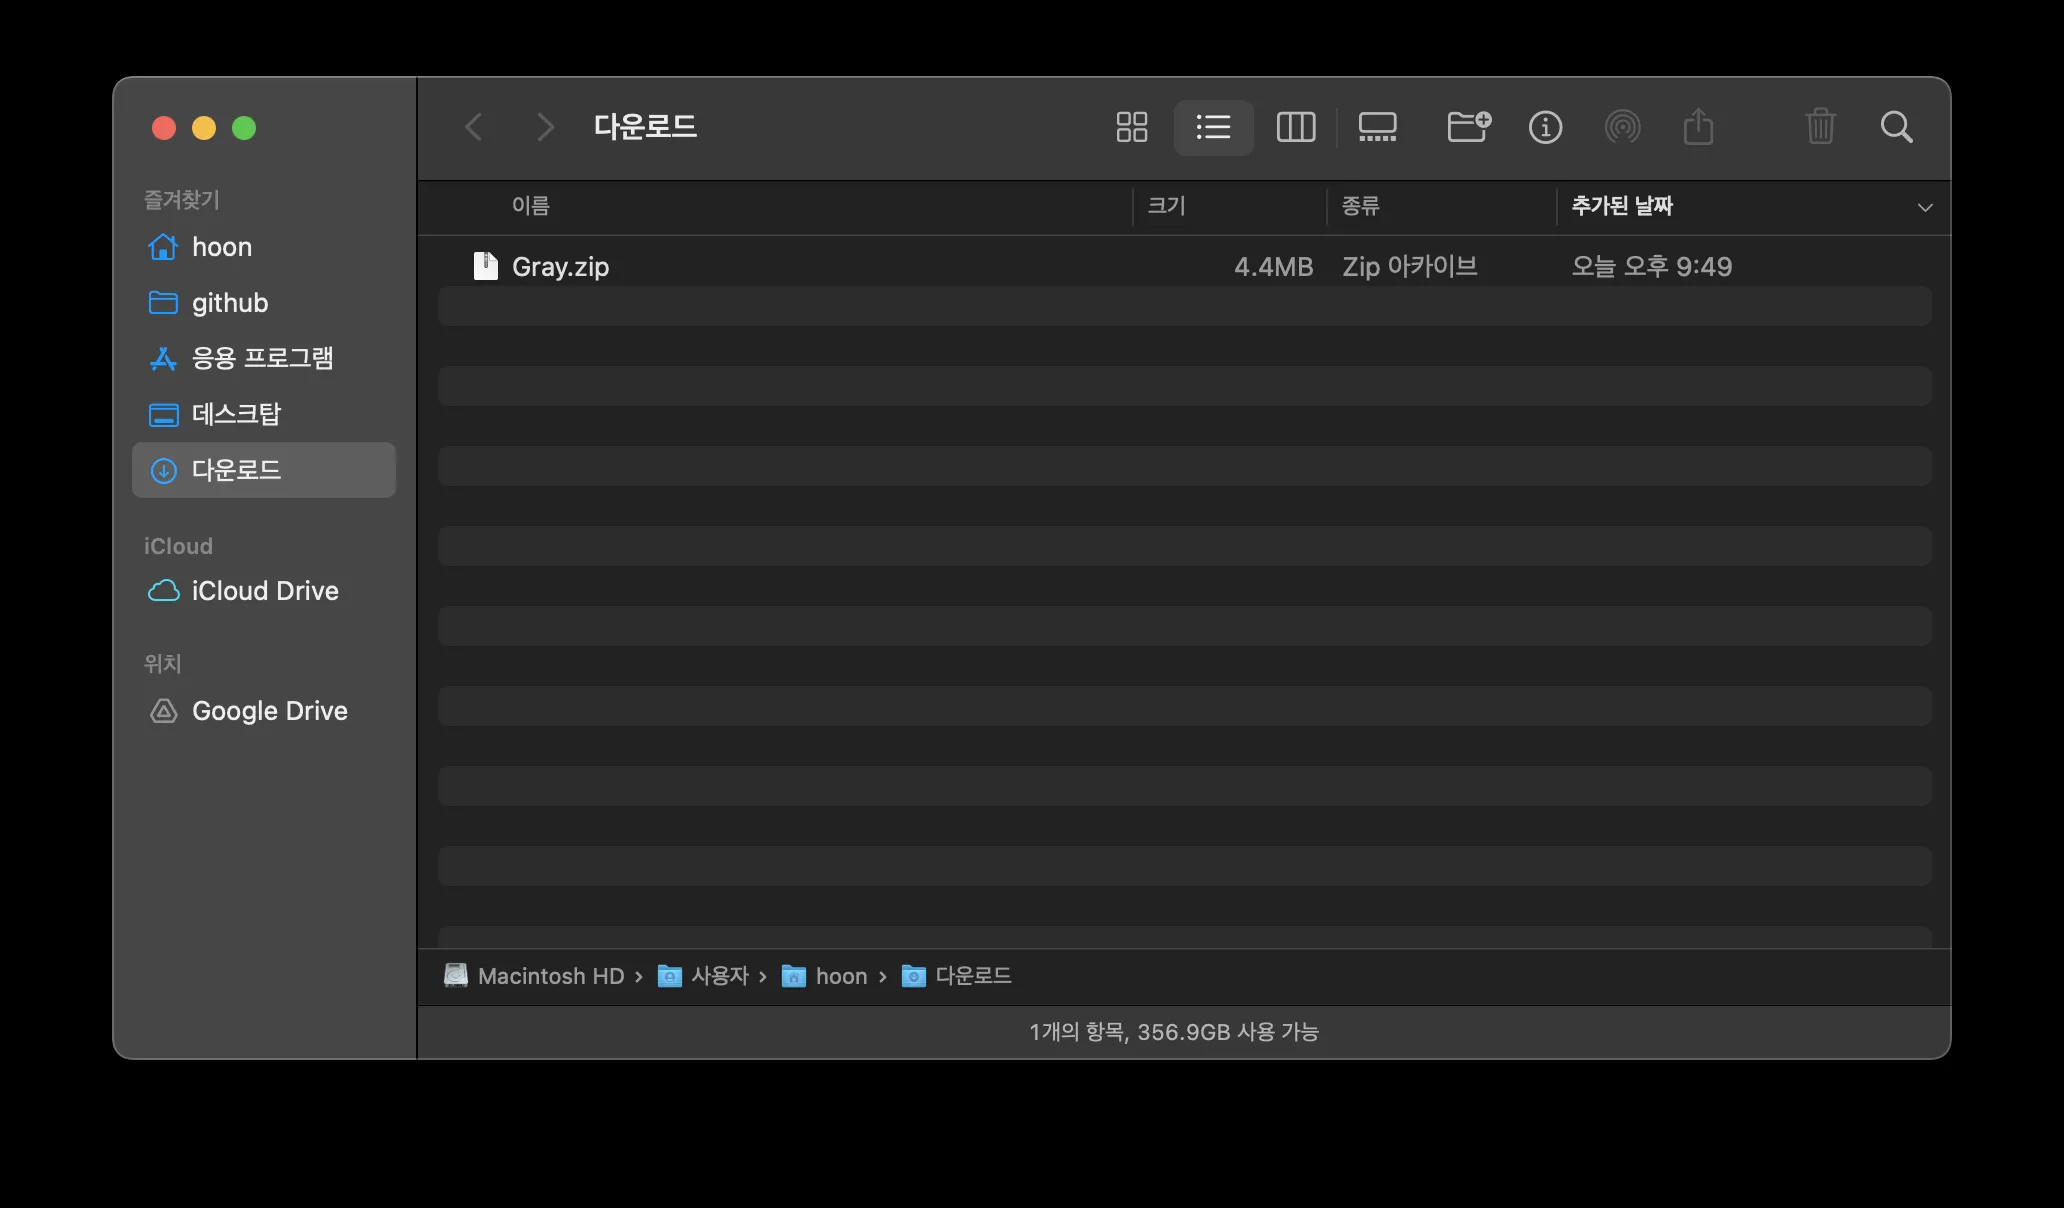 즐겨찾기
hoon
github
응용 프로그램
데스크탑
다운로드
iCloud
iCloud Drive
위치
Google Drive
다운로드
이름 크기 종류 추가된 날짜
Gray.zip 4.4MB Zip 아카이브 오늘 오후 9:49
Macintosh HD › 사용자 › hoon › 다운로드
1개의 항목, 356.9GB 사용 가능